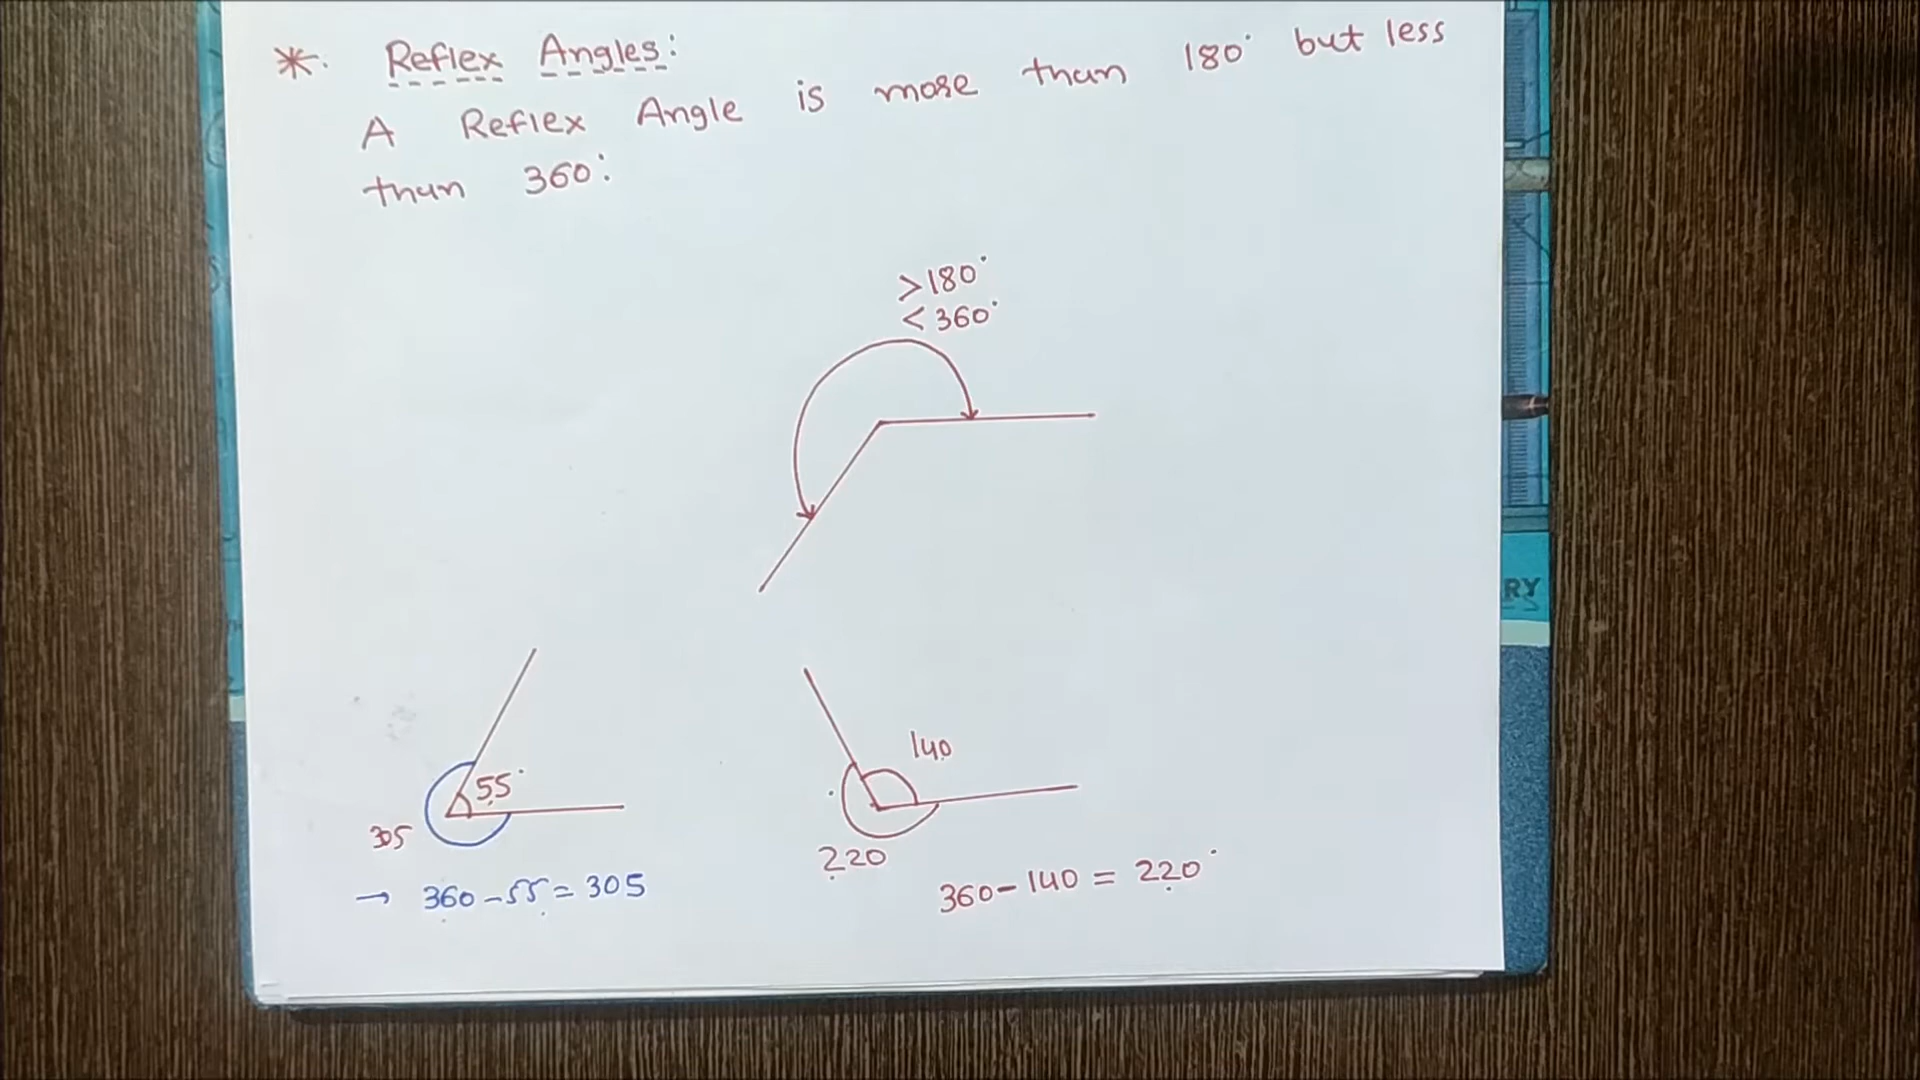 *. Reflex Angles:
A Reflex Angle is more than 180° but less
than 360°.
>180°
<360°
55°
305
→ 360-55=305
140
220
360-140=220°
RY